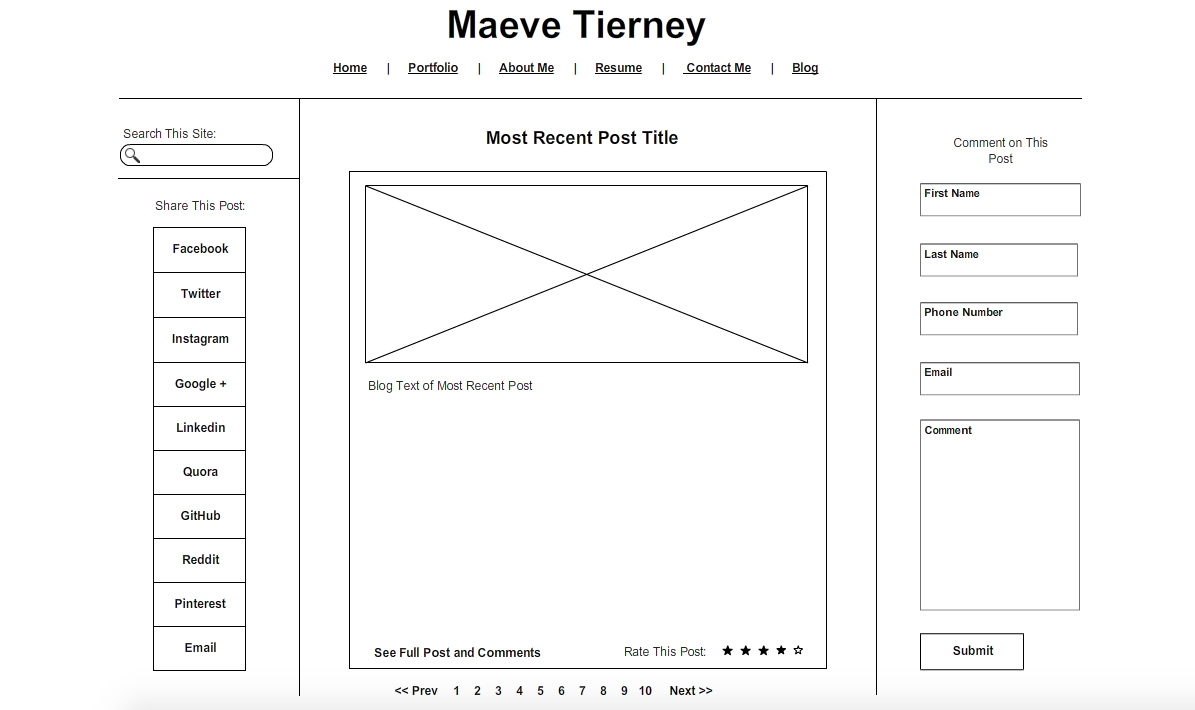 Maeve Tierney
Home | Portfolio | About Me | Resume | Contact Me | Blog
Search This Site:
Share This Post:
Facebook
Twitter
Instagram
Google +
Linkedin
Quora
GitHub
Reddit
Pinterest
Email
Most Recent Post Title
Blog Text of Most Recent Post
See Full Post and Comments
Rate This Post:
<< Prev 1 2 3 4 5 6 7 8 9 10 Next >>
Comment on This
Post
First Name
Last Name
Phone Number
Email
Comment
Submit